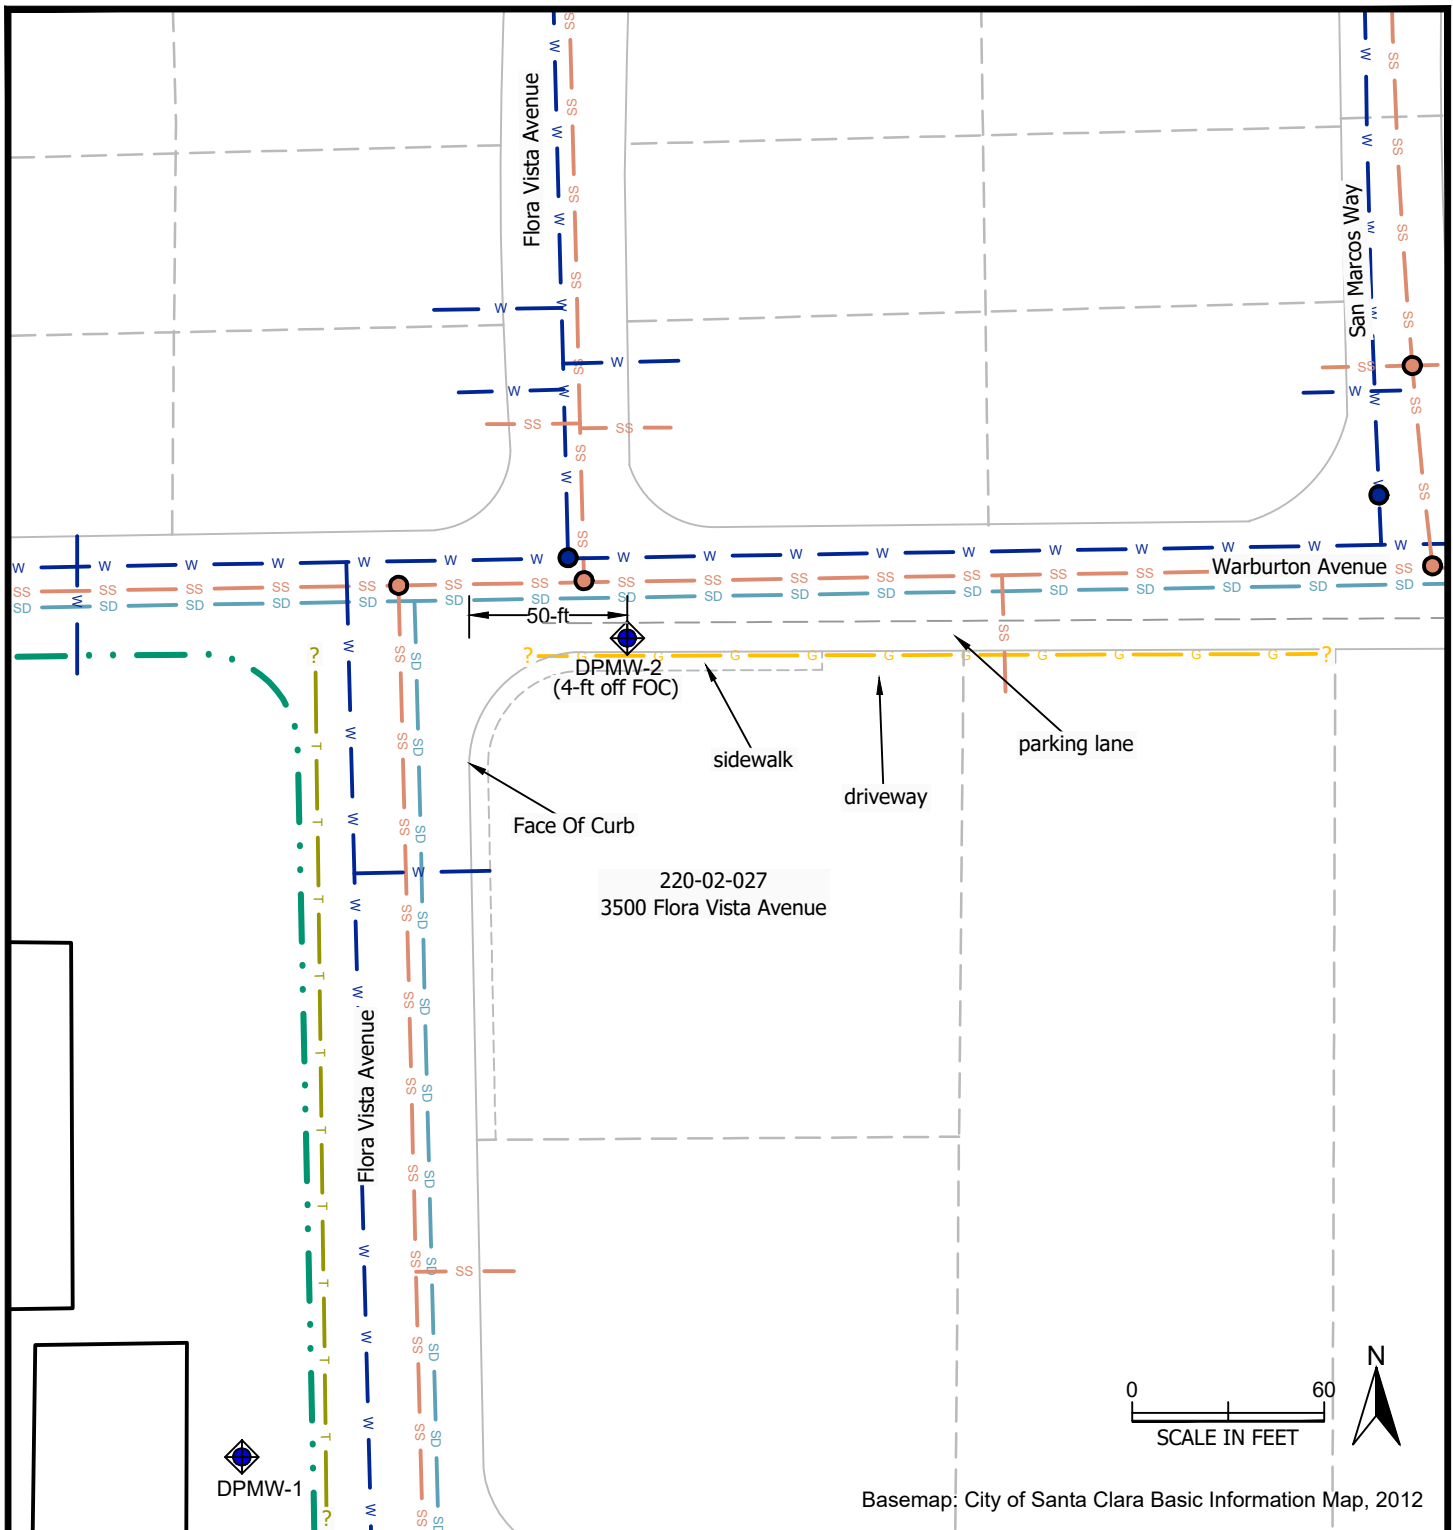 Flora Vista Avenue
San Marcos Way
Warburton Avenue
50-ft
DPMW-2
(4-ft off FOC)
sidewalk
parking lane
driveway
Face Of Curb
220-02-027
3500 Flora Vista Avenue
Flora Vista Avenue
N
0 60
SCALE IN FEET
DPMW-1
Basemap: City of Santa Clara Basic Information Map, 2012
W
SS
SD
G
T
?